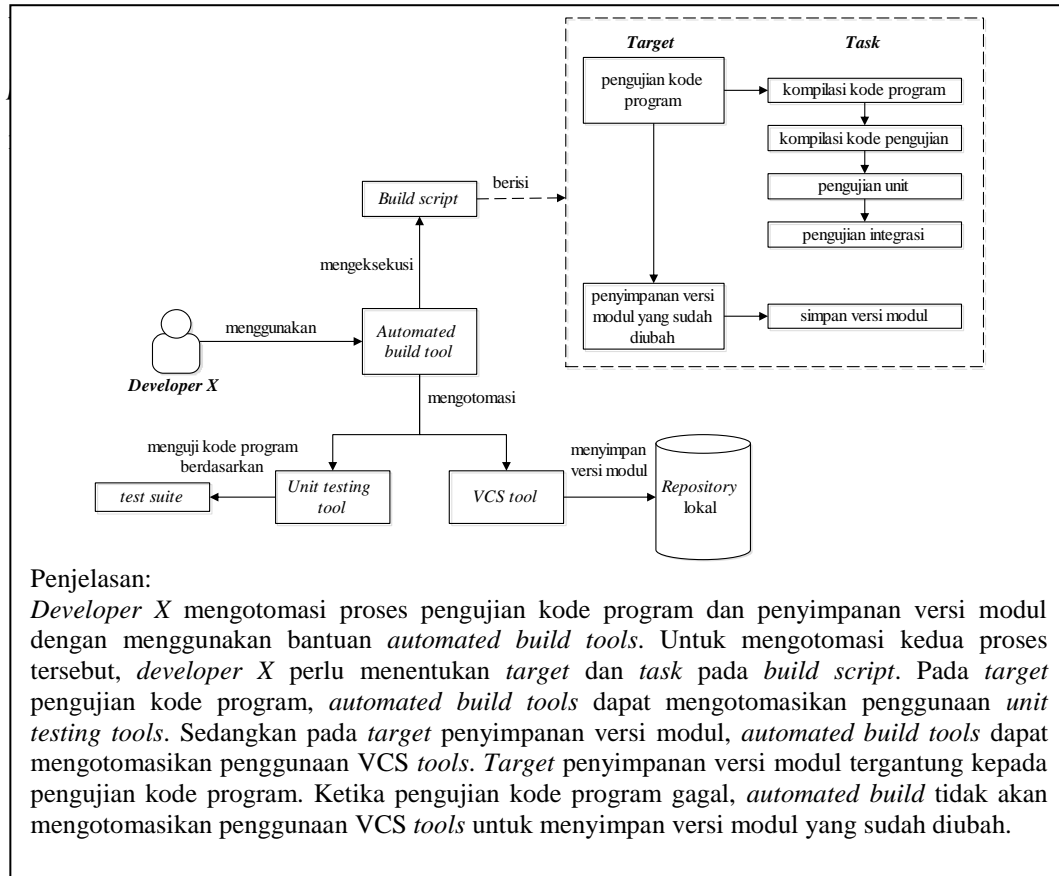 Target
Task
pengujian kode
program
kompilasi kode program
kompilasi kode pengujian
pengujian unit
pengujian integrasi
berisi
Build script
mengeksekusi
penyimpanan versi
modul yang sudah
diubah
simpan versi modul
menggunakan
Automated
build tool
Developer X
mengotomasi
menguji kode program
berdasarkan
menyimpan
versi modul
test suite
Unit testing
tool
VCS tool
Repository
lokal
Penjelasan:
Developer X mengotomasi proses pengujian kode program dan penyimpanan versi modul
dengan menggunakan bantuan automated build tools. Untuk mengotomasi kedua proses
tersebut, developer X perlu menentukan target dan task pada build script. Pada target
pengujian kode program, automated build tools dapat mengotomasikan penggunaan unit
testing tools. Sedangkan pada target penyimpanan versi modul, automated build tools dapat
mengotomasikan penggunaan VCS tools. Target penyimpanan versi modul tergantung kepada
pengujian kode program. Ketika pengujian kode program gagal, automated build tidak akan
mengotomasikan penggunaan VCS tools untuk menyimpan versi modul yang sudah diubah.